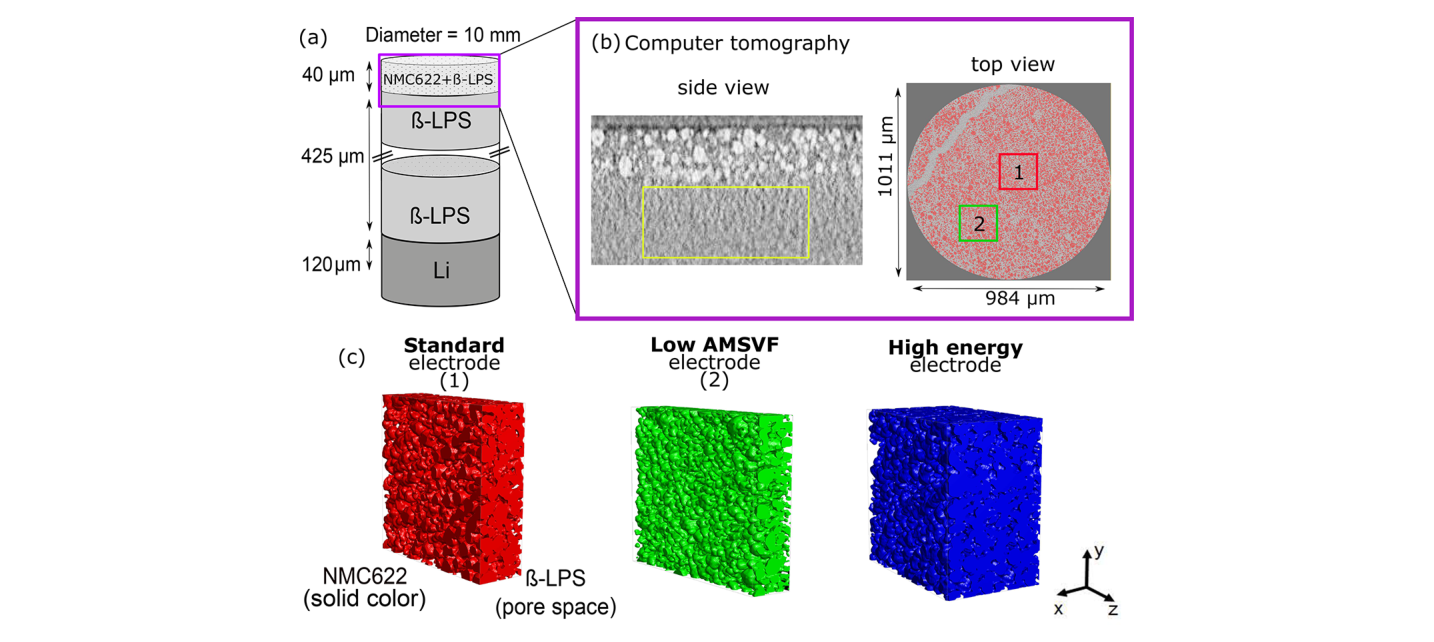 (a)
Diameter = 10 mm
40 µm
NMC622+ß-LPS
ß-LPS
425 µm
ß-LPS
120µm
Li
(b) Computer tomography
side view
top view
1011 µm
1
2
984 µm
(c)
Standard
electrode
(1)
Low AMSVF
electrode
(2)
High energy
electrode
NMC622
(solid color)
ß-LPS
(pore space)
y
x
z